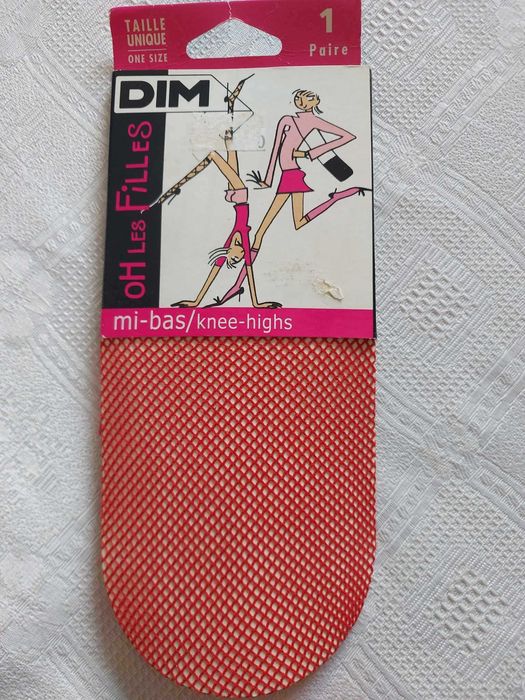 TAILLE
UNIQUE
ONE SIZE
1
Paire
DIM
OH LES FiLLES
mi-bas/knee-highs